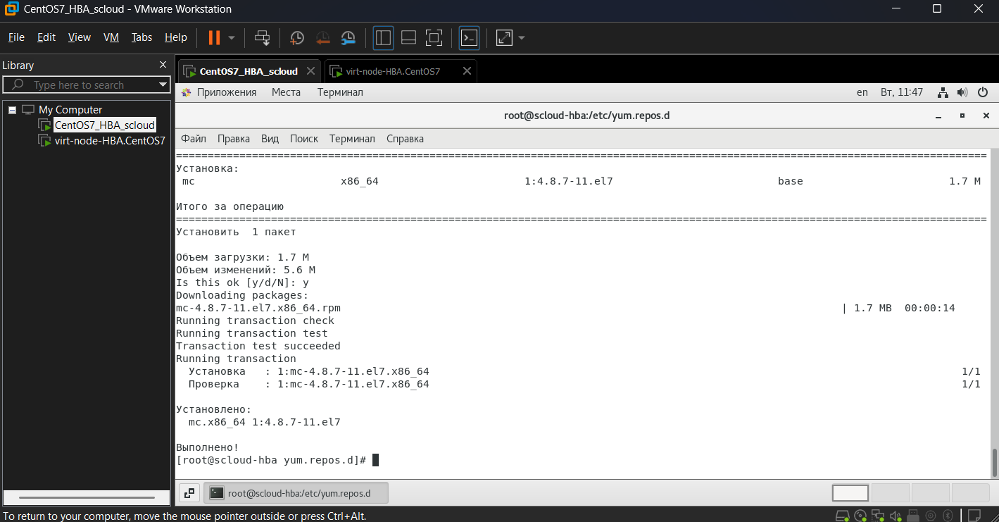 CentOS7_HBA_scloud - VMware Workstation
File Edit View VM Tabs Help
Library
Type here to search
My Computer
CentOS7_HBA_scloud
virt-node-HBA.CentOS7
CentOS7_HBA_scloud virt-node-HBA.CentOS7
Приложения Места Терминал en Вт, 11:47
root@scloud-hba:/etc/yum.repos.d
Файл Правка Вид Поиск Терминал Справка
================================================================================================================================
Установка:
mc x86_64 1:4.8.7-11.el7 base 1.7 M
Итого за операцию
================================================================================================================================
Установить 1 пакет
Объем загрузки: 1.7 M
Объем изменений: 5.6 M
Is this ok [y/d/N]: y
Downloading packages:
mc-4.8.7-11.el7.x86_64.rpm | 1.7 MB 00:00:14
Running transaction check
Running transaction test
Transaction test succeeded
Running transaction
Установка : 1:mc-4.8.7-11.el7.x86_64 1/1
Проверка : 1:mc-4.8.7-11.el7.x86_64 1/1
Установлено:
mc.x86_64 1:4.8.7-11.el7
Выполнено!
[root@scloud-hba yum.repos.d]#
root@scloud-hba:/etc/yum.repos.d
To return to your computer, move the mouse pointer outside or press Ctrl+Alt.